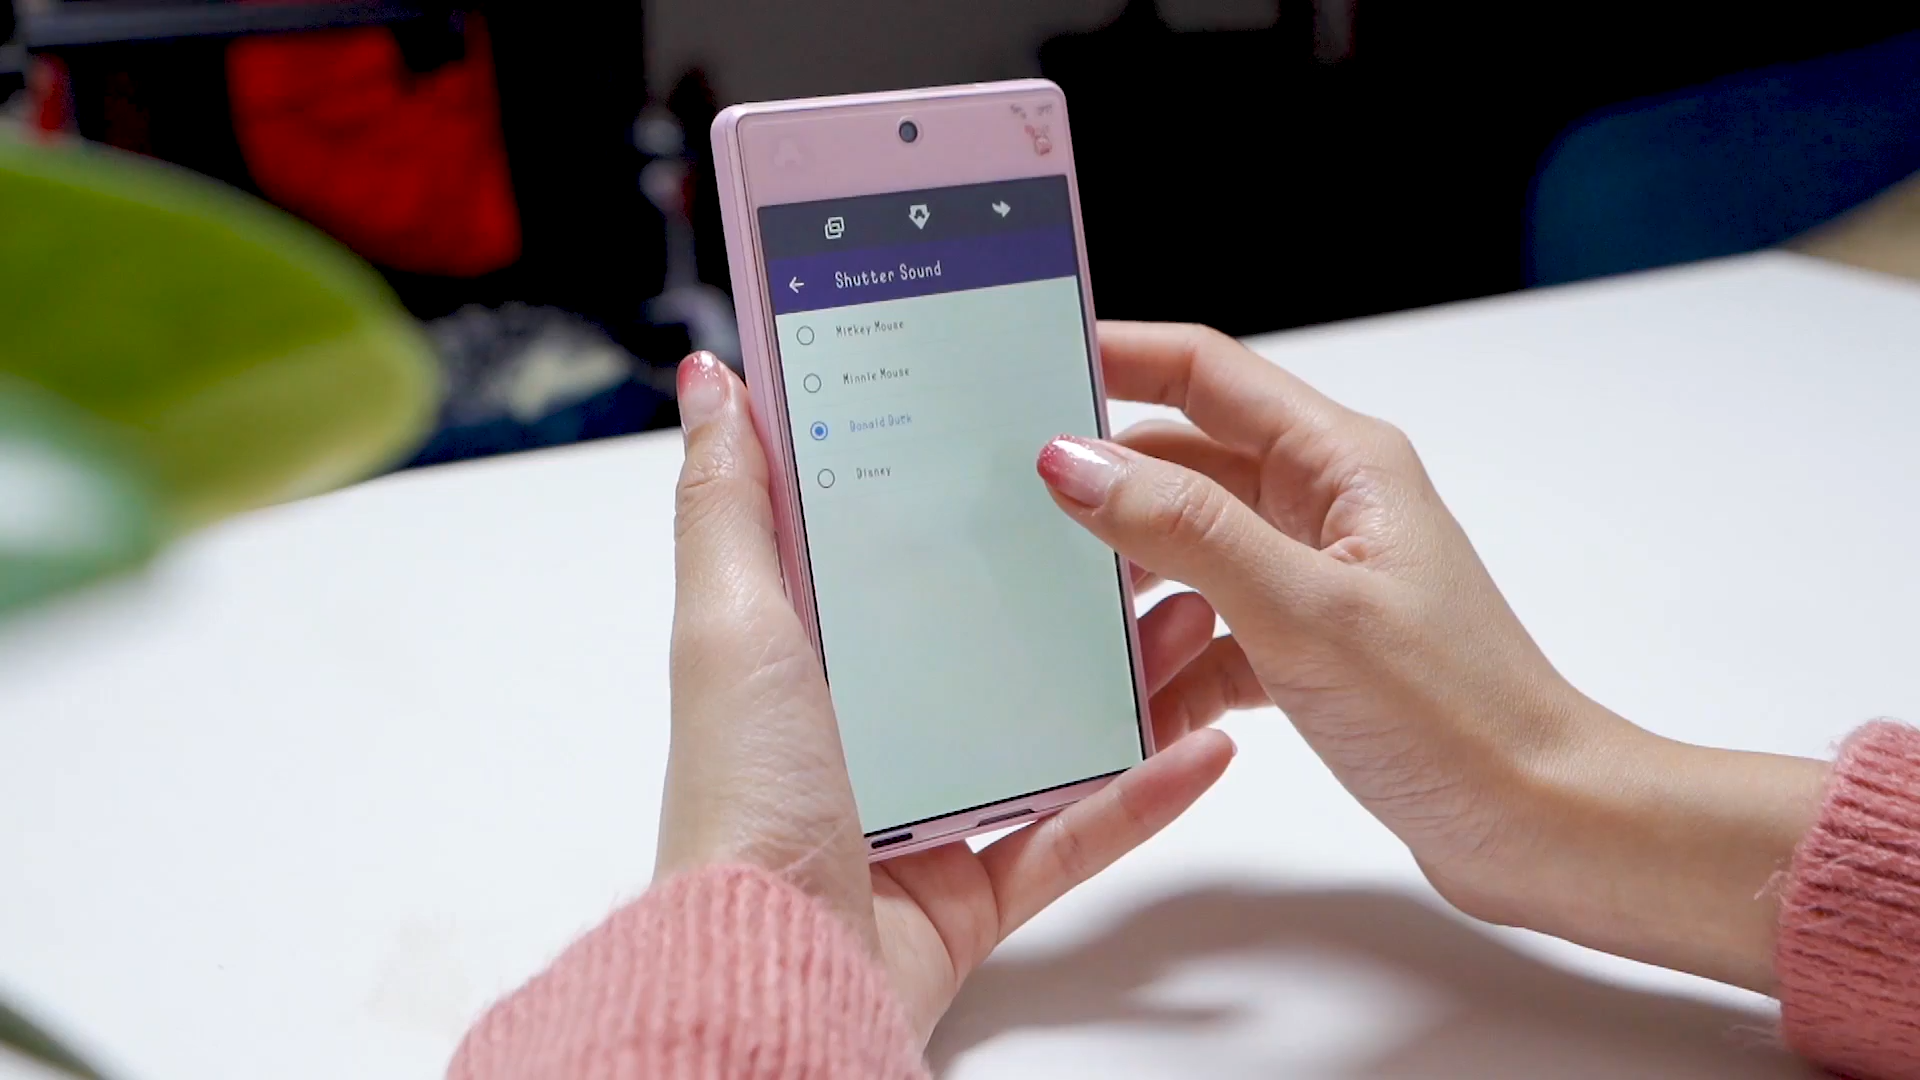 Shutter Sound
Mickey Mouse
Minnie Mouse
Donald Duck
Disney